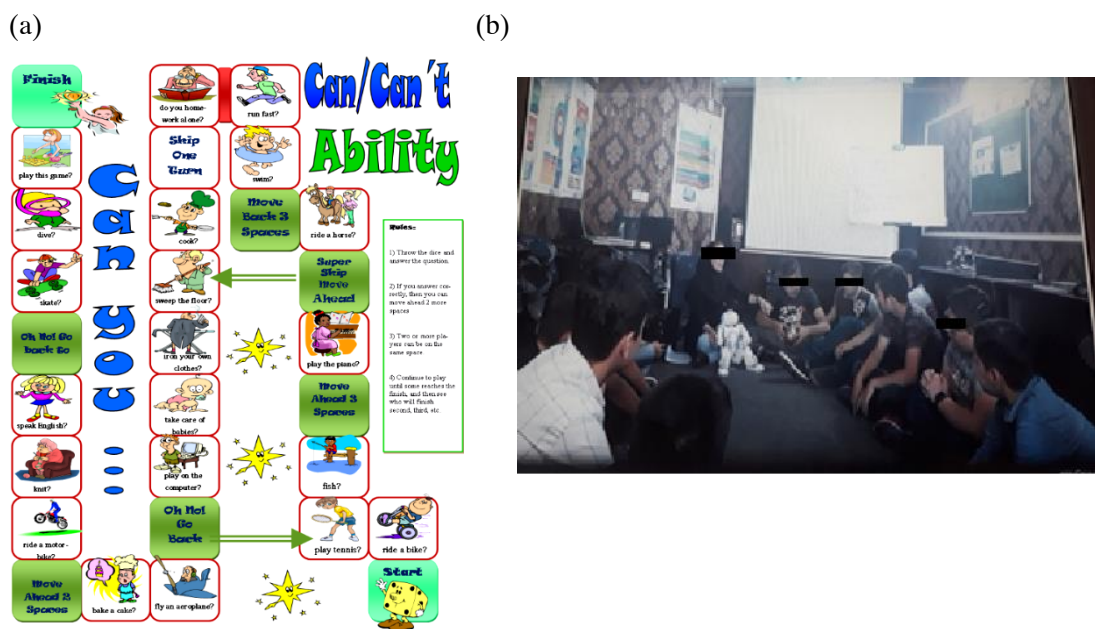 (a)
(b)
Finish
do you home-
work alone?
run fast?
Can/Can´t
Ability
play this game?
Skip
One
Turn
swim?
dive?
cook?
Move
Back 3
Spaces
ride a horse?
skate?
sweep the floor?
Super
Skip
Move
Ahead
Oh No! Go
back
iron your own
clothes?
play the piano?
speak English?
take care of
babies?
Move
Ahead 3
Spaces
knit?
play on the
computer?
fish?
ride a motor-
bike?
Oh No!
Go
Back
play tennis?
ride a bike?
Move
Ahead
Spaces
bake a cake?
fly an aeroplane?
Start
Can you ...
Rules:
1) Throw the dice and
answer the question.
2) If you answer cor-
rectly, then you can
move ahead 2 more
spaces
3) Two or more pla-
yers can be on the
same space
4) Continue to play
until some reaches the
finish, and then see
who will finish
second, third, etc.